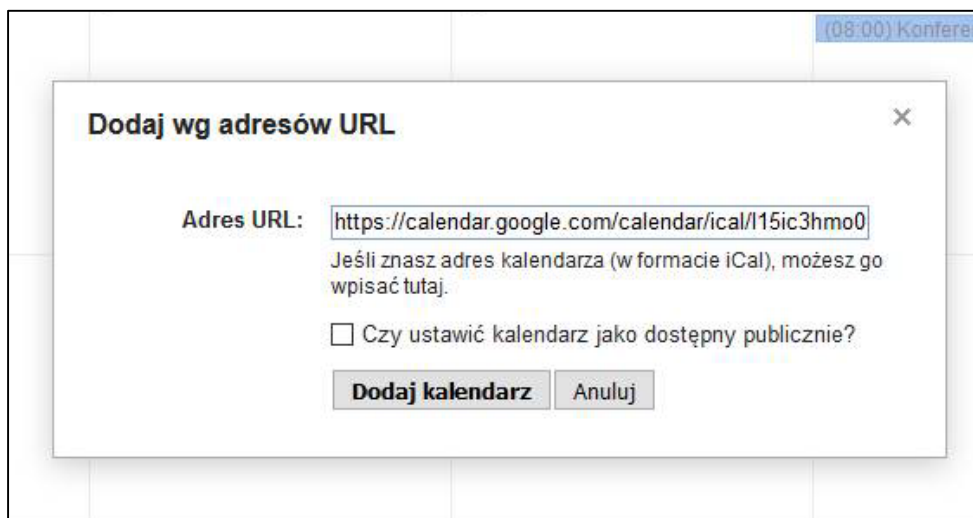 (08:00) Konfere
Dodaj wg adresów URL
×
Adres URL:
https://calendar.google.com/calendar/ical/l15ic3hmo0
Jeśli znasz adres kalendarza (w formacie iCal), możesz go
wpisać tutaj.
Czy ustawić kalendarz jako dostępny publicznie?
Dodaj kalendarz
Anuluj